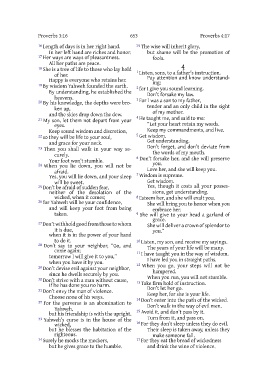 Proverbs 3:16 663 Proverbs 4:17
16 Length of days is in her right hand.
In her left hand are riches and honor.
17 Her ways are ways of pleasantness.
All her paths are peace.
18 She is a tree of life to those who lay hold
of her.
Happy is everyone who retains her.
19 By wisdom Yahweh founded the earth.
By understanding, he established the
heavens.
20 By his knowledge, the depths were bro-
ken up,
and the skies drop down the dew.
21 My son, let them not depart from your
eyes.
Keep sound wisdom and discretion,
22 so they will be life to your soul,
and grace for your neck.
23 Then you shall walk in your way se-
curely.
Your foot won't stumble.
24 When you lie down, you will not be
afraid.
Yes, you will lie down, and your sleep
will be sweet.
25 Don't be afraid of sudden fear,
neither of the desolation of the
wicked, when it comes;
26 for Yahweh will be your confidence,
and will keep your foot from being
taken.
27 Don't withhold good from those to whom
it is due,
when it is in the power of your hand
to do it.
28 Don't say to your neighbor, "Go, and
come again;
tomorrow I will give it to you,"
when you have it by you.
29 Don't devise evil against your neighbor,
since he dwells securely by you.
30 Don't strive with a man without cause,
if he has done you no harm.
31 Don't envy the man of violence.
Choose none of his ways.
32 For the perverse is an abomination to
Yahweh,
but his friendship is with the upright.
33 Yahweh's curse is in the house of the
wicked,
but he blesses the habitation of the
righteous.
34 Surely he mocks the mockers,
but he gives grace to the humble.
35 The wise will inherit glory,
but shame will be the promotion of
fools.
4
1 Listen, sons, to a father's instruction.
Pay attention and know understand-
ing;
2 for I give you sound learning.
Don't forsake my law.
3 For I was a son to my father,
tender and an only child in the sight
of my mother.
4 He taught me, and said to me:
"Let your heart retain my words.
Keep my commandments, and live.
5 Get wisdom.
Get understanding.
Don't forget, and don't deviate from
the words of my mouth.
6 Don't forsake her, and she will preserve
you.
Love her, and she will keep you.
7 Wisdom is supreme.
Get wisdom.
Yes, though it costs all your posses-
sions, get understanding.
8 Esteem her, and she will exalt you.
She will bring you to honor when you
embrace her.
9 She will give to your head a garland of
grace.
She will deliver a crown of splendor to
you."
10 Listen, my son, and receive my sayings.
The years of your life will be many.
11 I have taught you in the way of wisdom.
I have led you in straight paths.
12 When you go, your steps will not be
hampered.
When you run, you will not stumble.
13 Take firm hold of instruction.
Don't let her go.
Keep her, for she is your life.
14 Don't enter into the path of the wicked.
Don't walk in the way of evil men.
15 Avoid it, and don't pass by it.
Turn from it, and pass on.
16 For they don't sleep unless they do evil.
Their sleep is taken away, unless they
make someone fall.
17 For they eat the bread of wickedness
and drink the wine of violence.